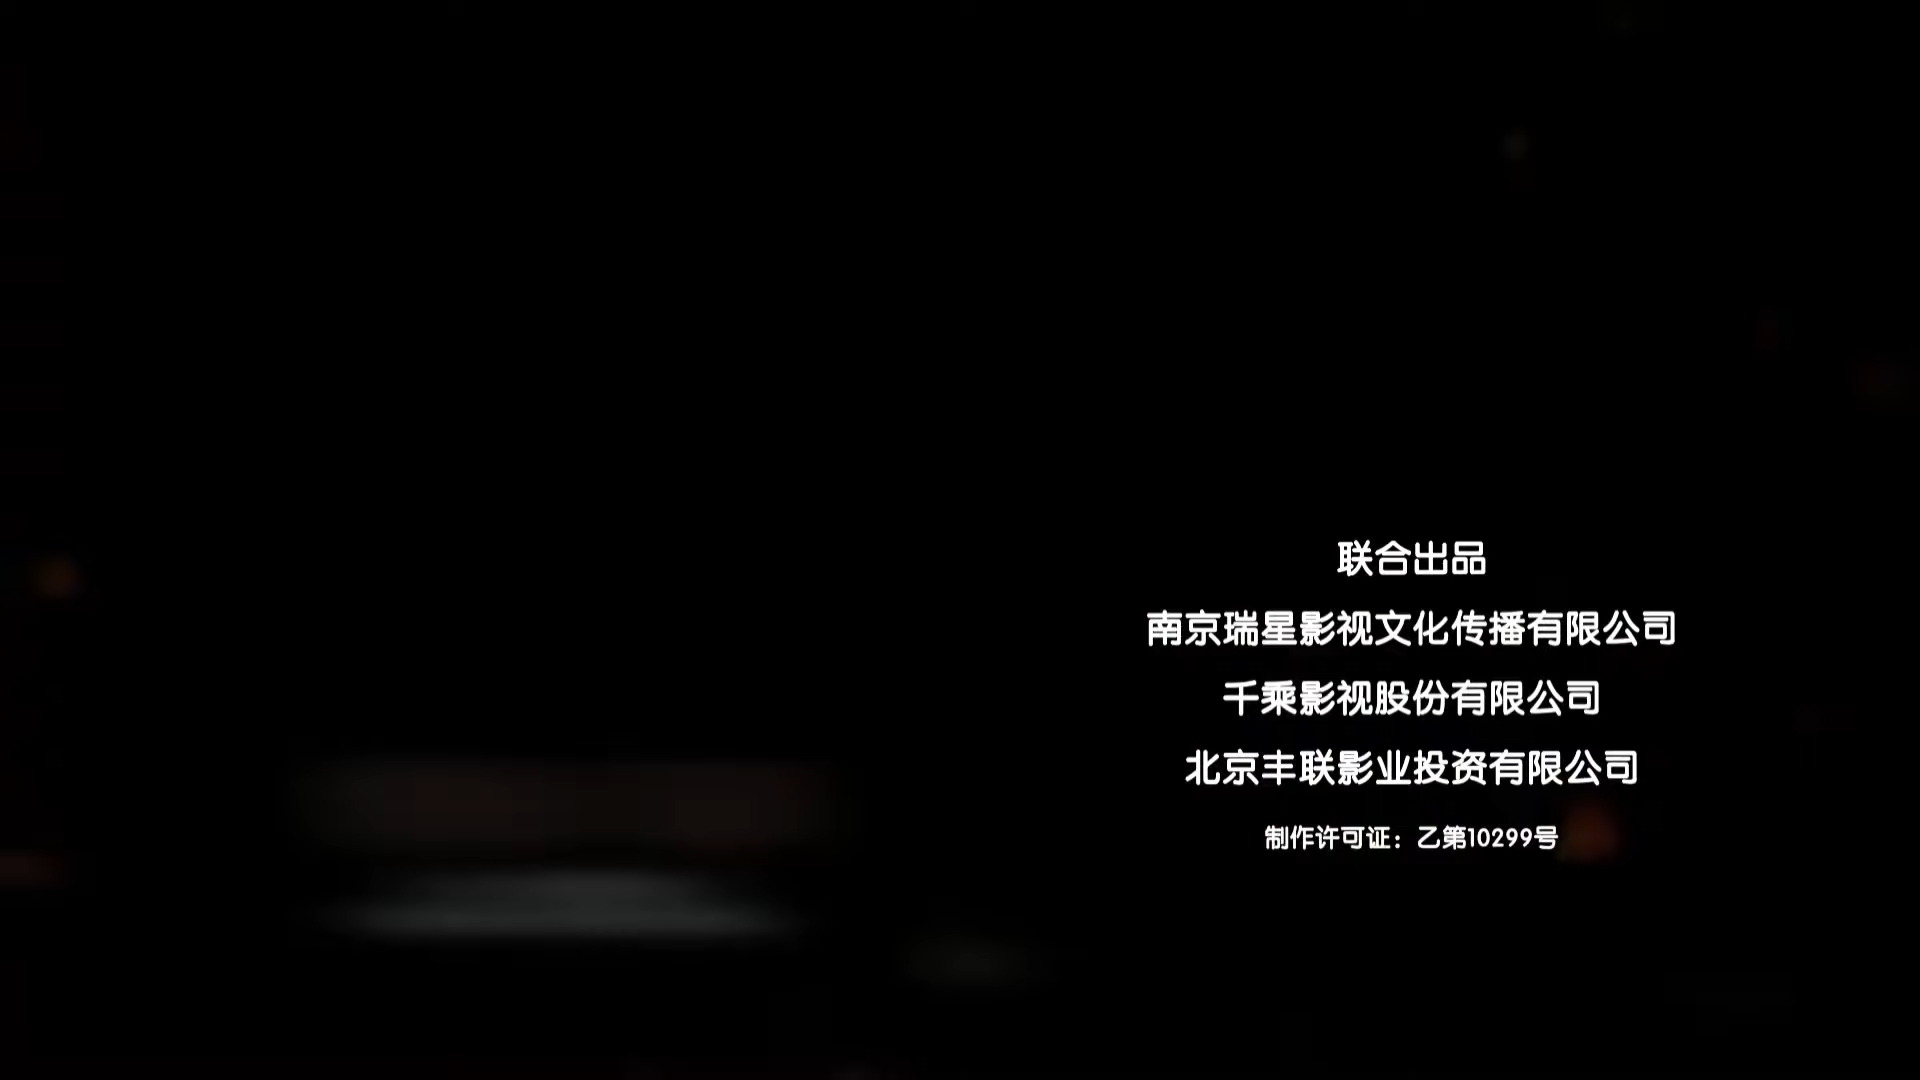 联合出品
南京瑞星影视文化传播有限公司
千乘影视股份有限公司
北京丰联影业投资有限公司
制作许可证：乙第10299号